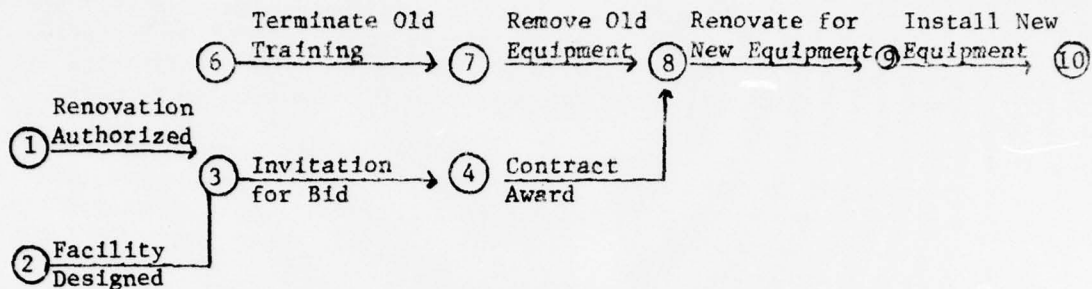 Terminate Old Remove Old Renovate for Install New
6 Training 7 Equipment 8 New Equipment 9 Equipment 10
Renovation
1 Authorized
3 Invitation 4 Contract
for Bid Award
2 Facility
Designed